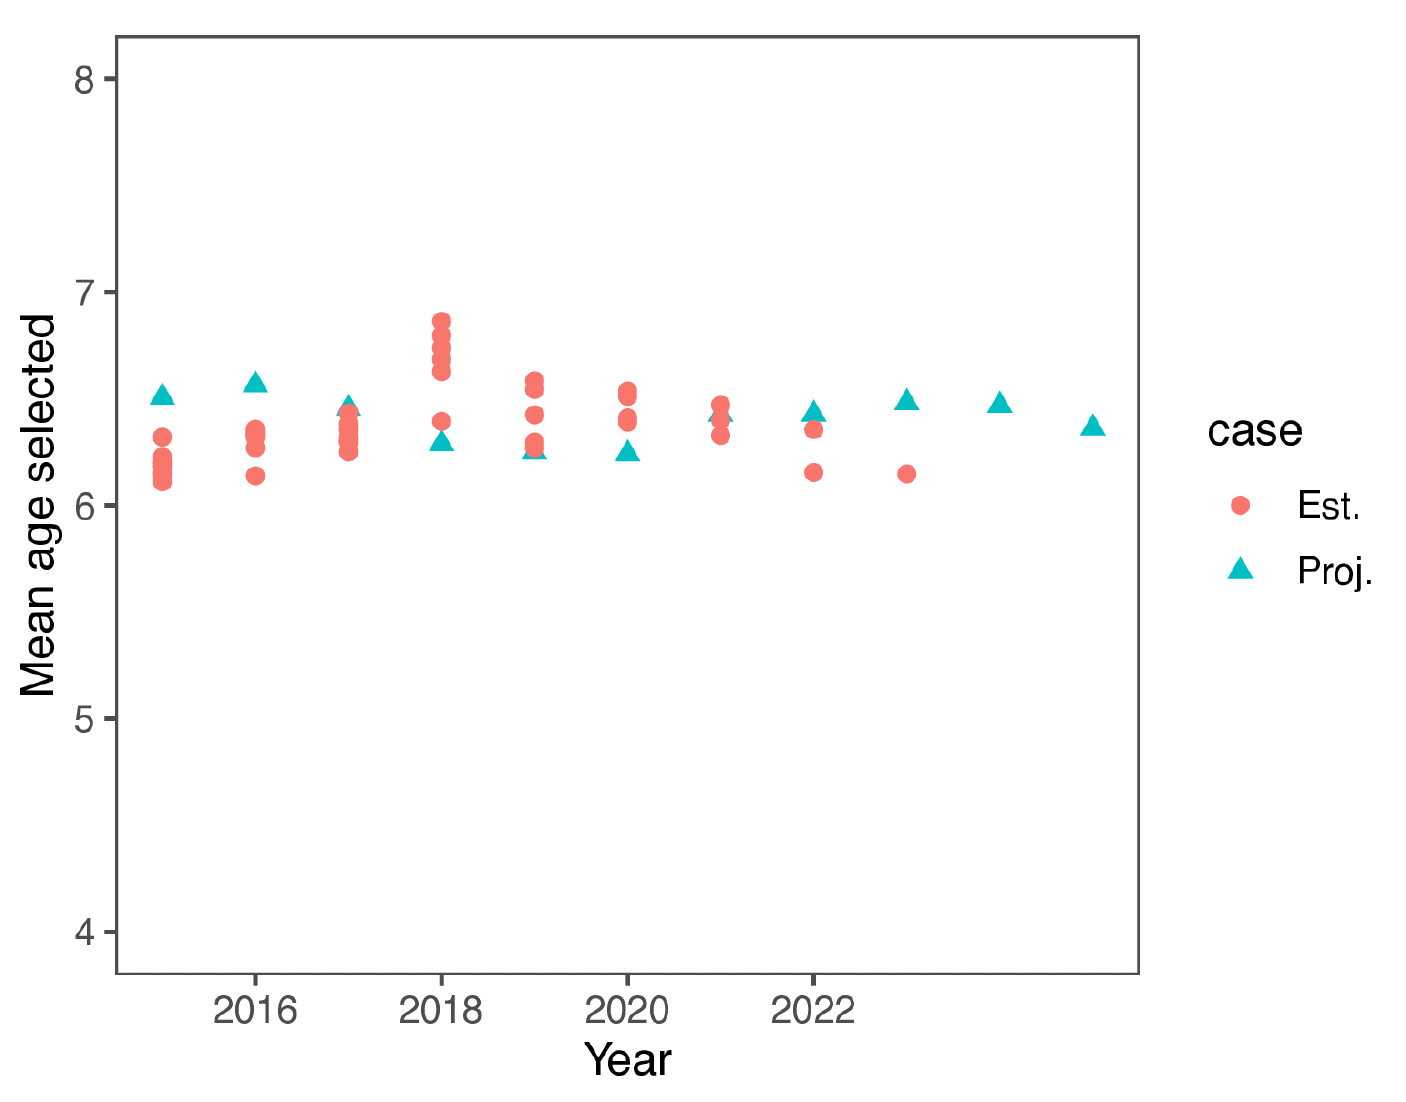 8
7
6
5
4
Mean age selected
2016 2018 2020 2022
Year
case
Est.
Proj.